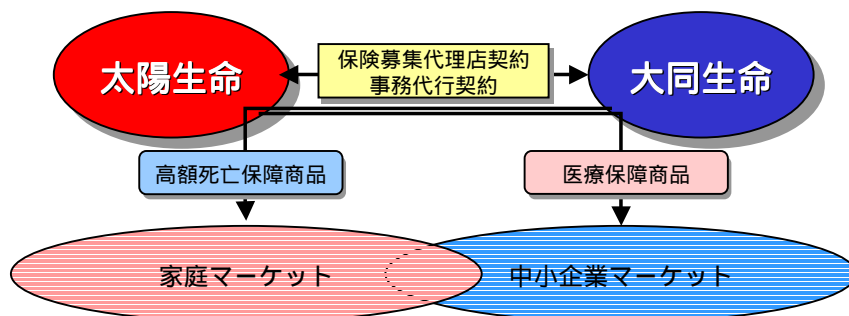 太陽生命
保険募集代理店契約
事務代行契約
大同生命
高額死亡保障商品
医療保障商品
家庭マーケット
中小企業マーケット